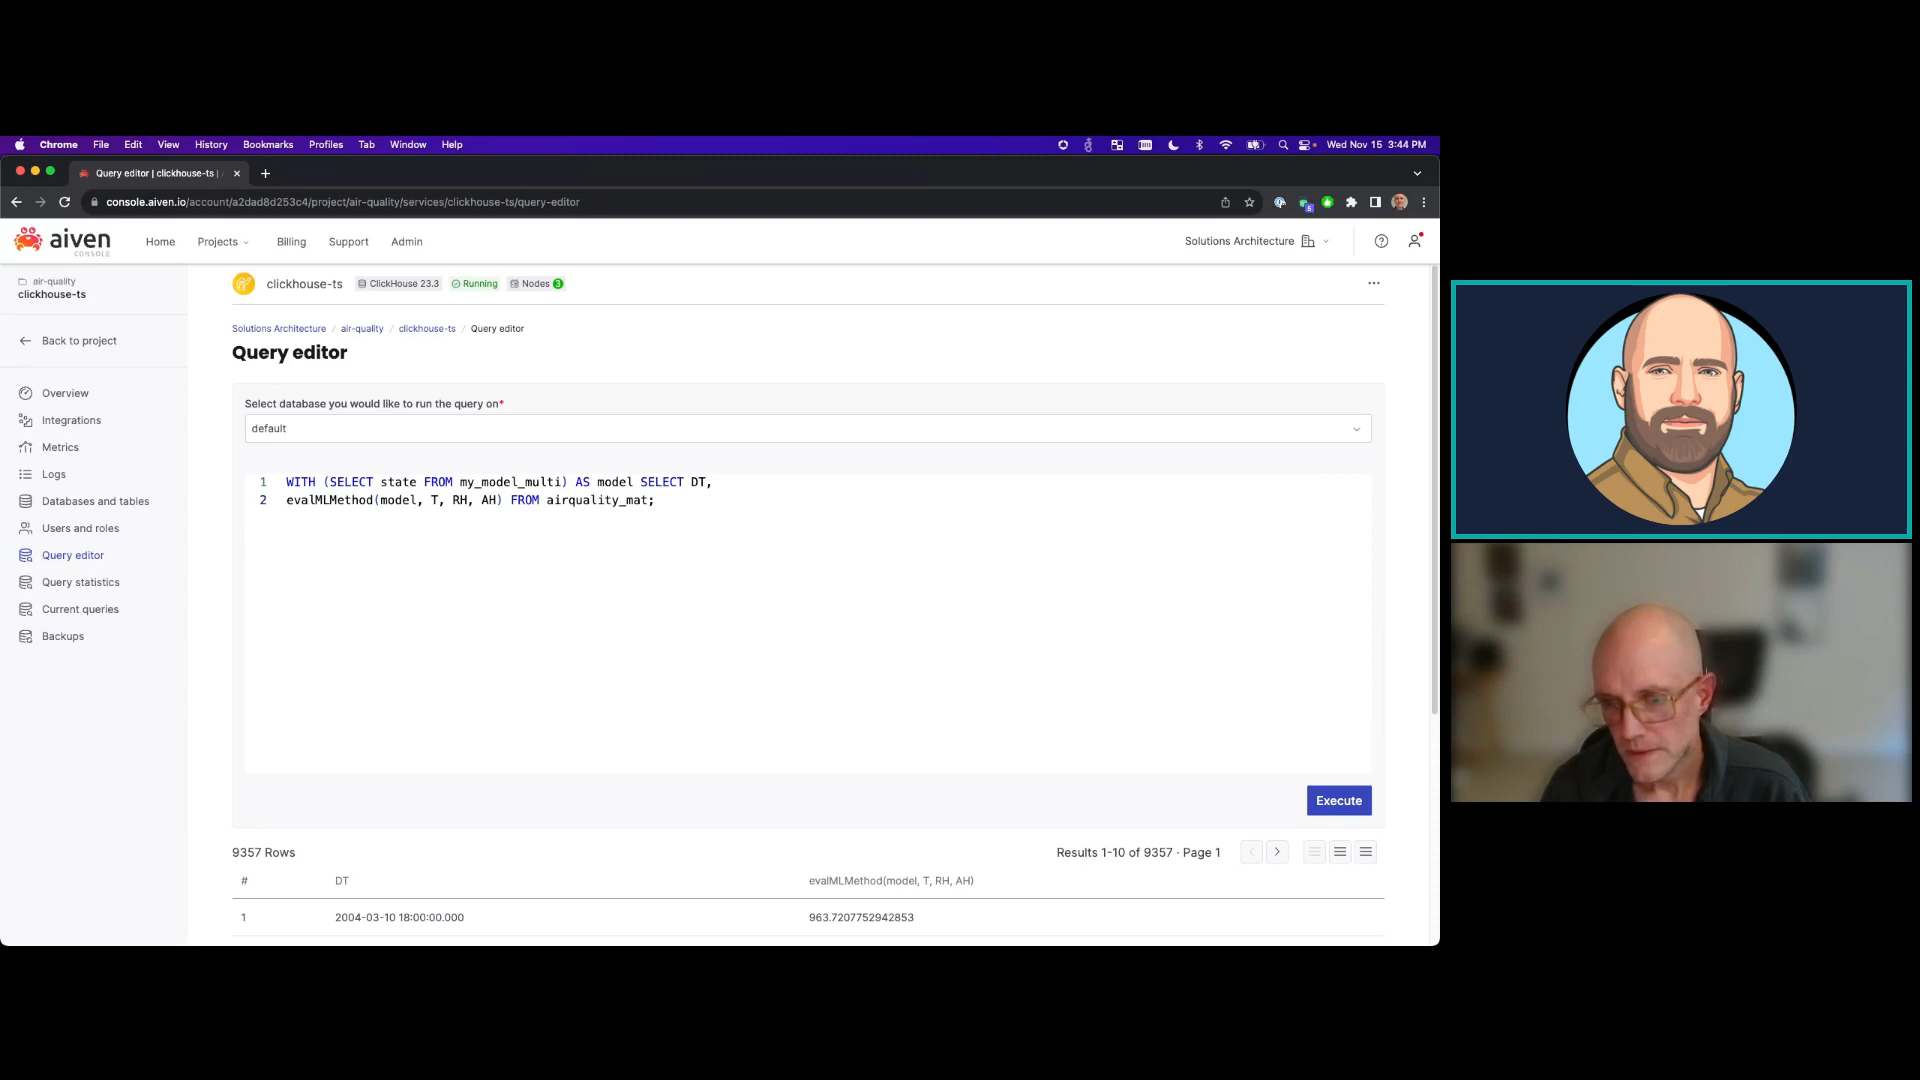 Chrome File Edit View History Bookmarks Profiles Tab Window Help
Wed Nov 15 3:44 PM
Query editor | clickhouse-ts |
console.aiven.io/account/a2dad8d253c4/project/air-quality/services/clickhouse-ts/query-editor
aiven
CONSOLE
Home Projects Billing Support Admin
Solutions Architecture
air-quality
clickhouse-ts
Back to project
Overview
Integrations
Metrics
Logs
Databases and tables
Users and roles
Query editor
Query statistics
Current queries
Backups
clickhouse-ts ClickHouse 23.3 Running Nodes 3
Solutions Architecture / air-quality / clickhouse-ts / Query editor
Query editor
Select database you would like to run the query on*
default
1 WITH (SELECT state FROM my_model_multi) AS model SELECT DT,
2 evalMLMethod(model, T, RH, AH) FROM airquality_mat;
Execute
9357 Rows
Results 1-10 of 9357 · Page 1
# DT evalMLMethod(model, T, RH, AH)
1 2004-03-10 18:00:00.000 963.7207752942853